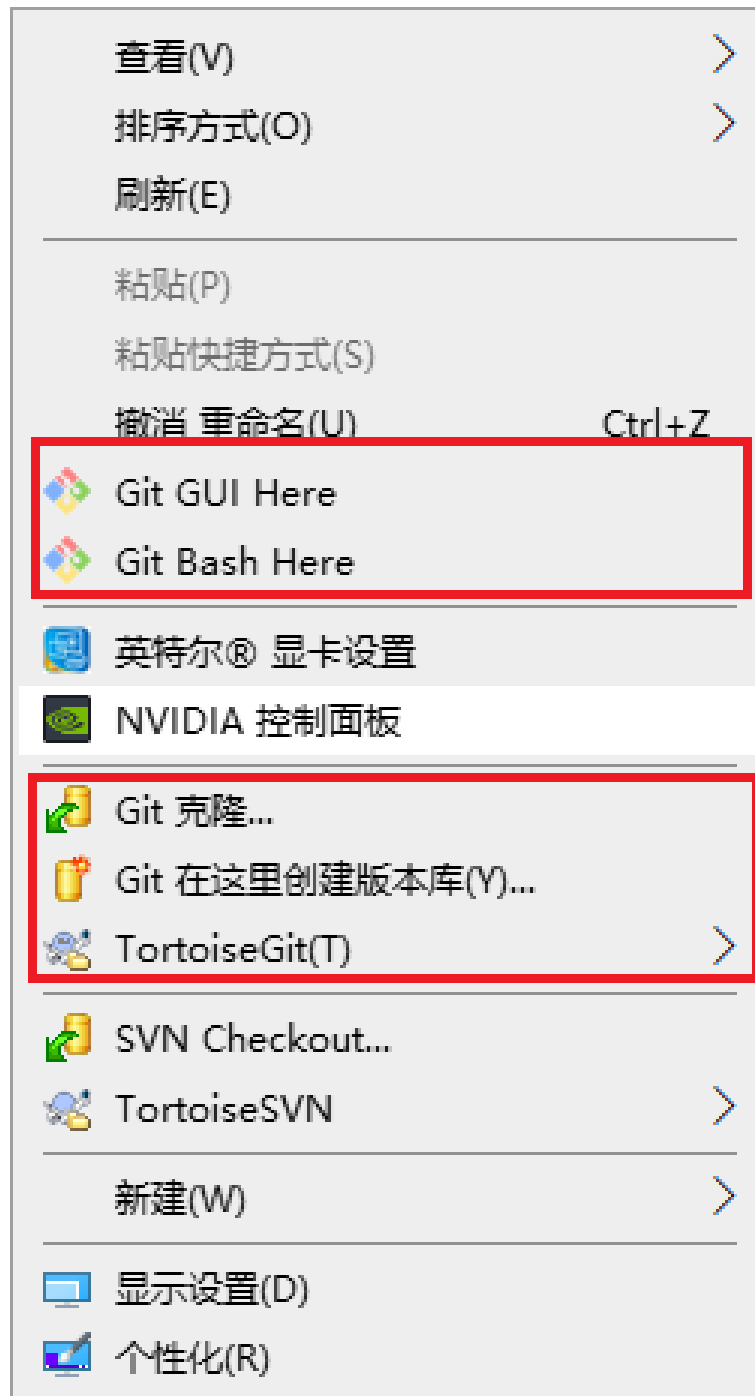 查看(V)
排序方式(O)
刷新(E)
粘贴(P)
粘贴快捷方式(S)
撤消 重命名(U) Ctrl+Z
Git GUI Here
Git Bash Here
英特尔® 显卡设置
NVIDIA 控制面板
Git 克隆...
Git 在这里创建版本库(Y)...
TortoiseGit(T)
SVN Checkout...
TortoiseSVN
新建(W)
显示设置(D)
个性化(R)